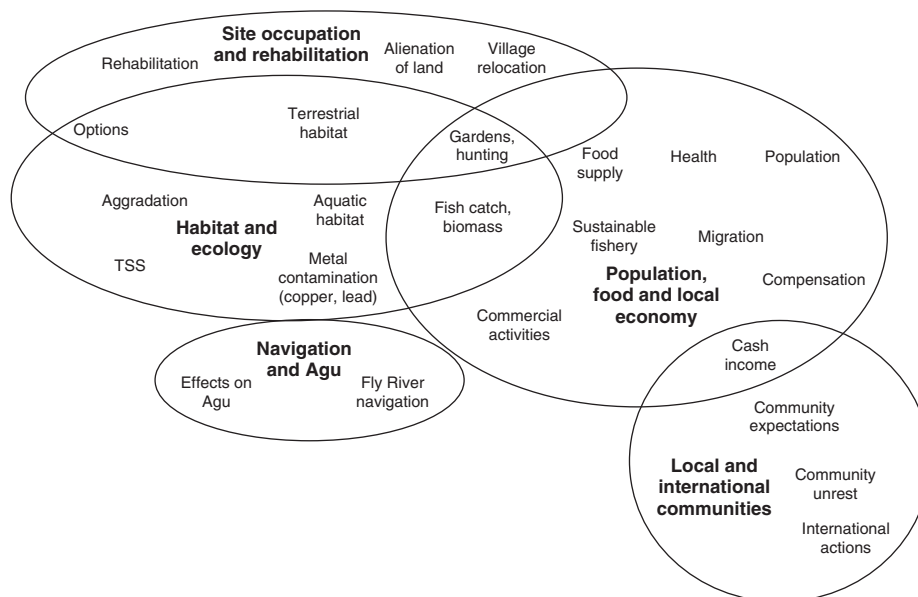 Site occupation
and rehabilitation
Rehabilitation
Alienation
of land
Village
relocation
Options
Terrestrial
habitat
Gardens,
hunting
Food
supply
Health
Population
Aggradation
Aquatic
habitat
Habitat and
ecology
Fish catch,
biomass
TSS
Metal
contamination
(copper, lead)
Sustainable
fishery
Migration
Population,
food and local
economy
Compensation
Commercial
activities
Navigation
and Agu
Effects on
Agu
Fly River
navigation
Cash
income
Community
expectations
Local and
international
communities
Community
unrest
International
actions